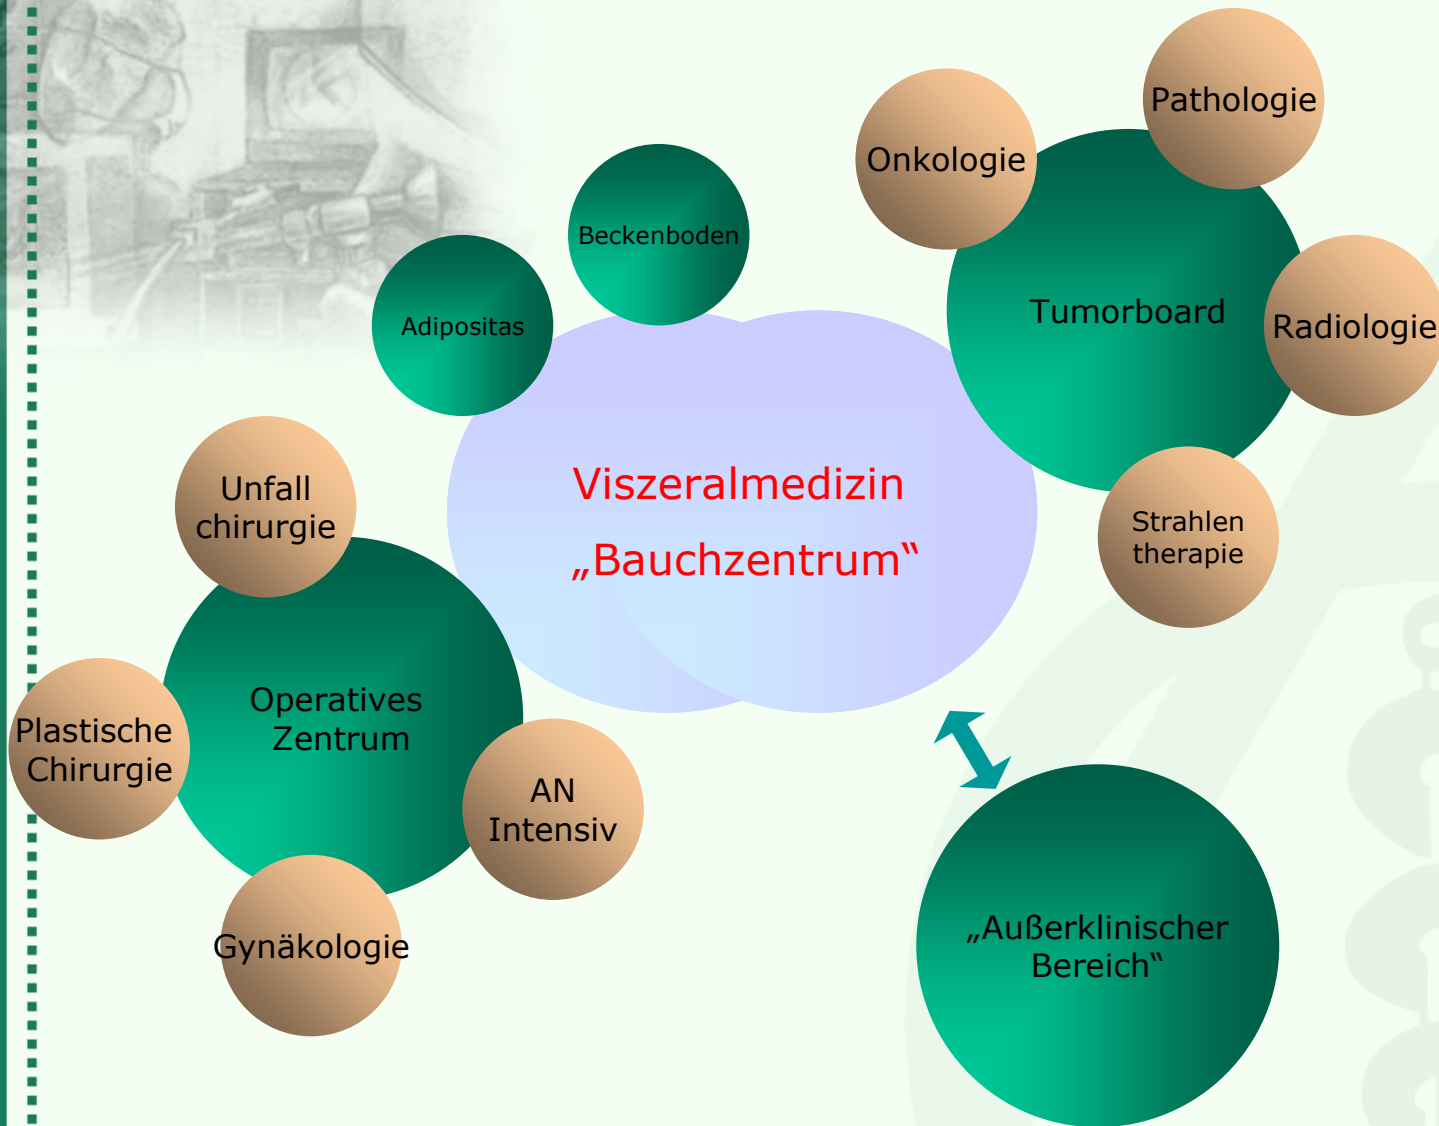 Pathologie
Onkologie
Beckenboden
Tumorboard
Adipositas
Radiologie
Viszeralmedizin
„Bauchzentrum“
Unfall
chirurgie
Strahlen
therapie
Operatives
Zentrum
Plastische
Chirurgie
AN
Intensiv
Gynäkologie
„Außerklinischer
Bereich“